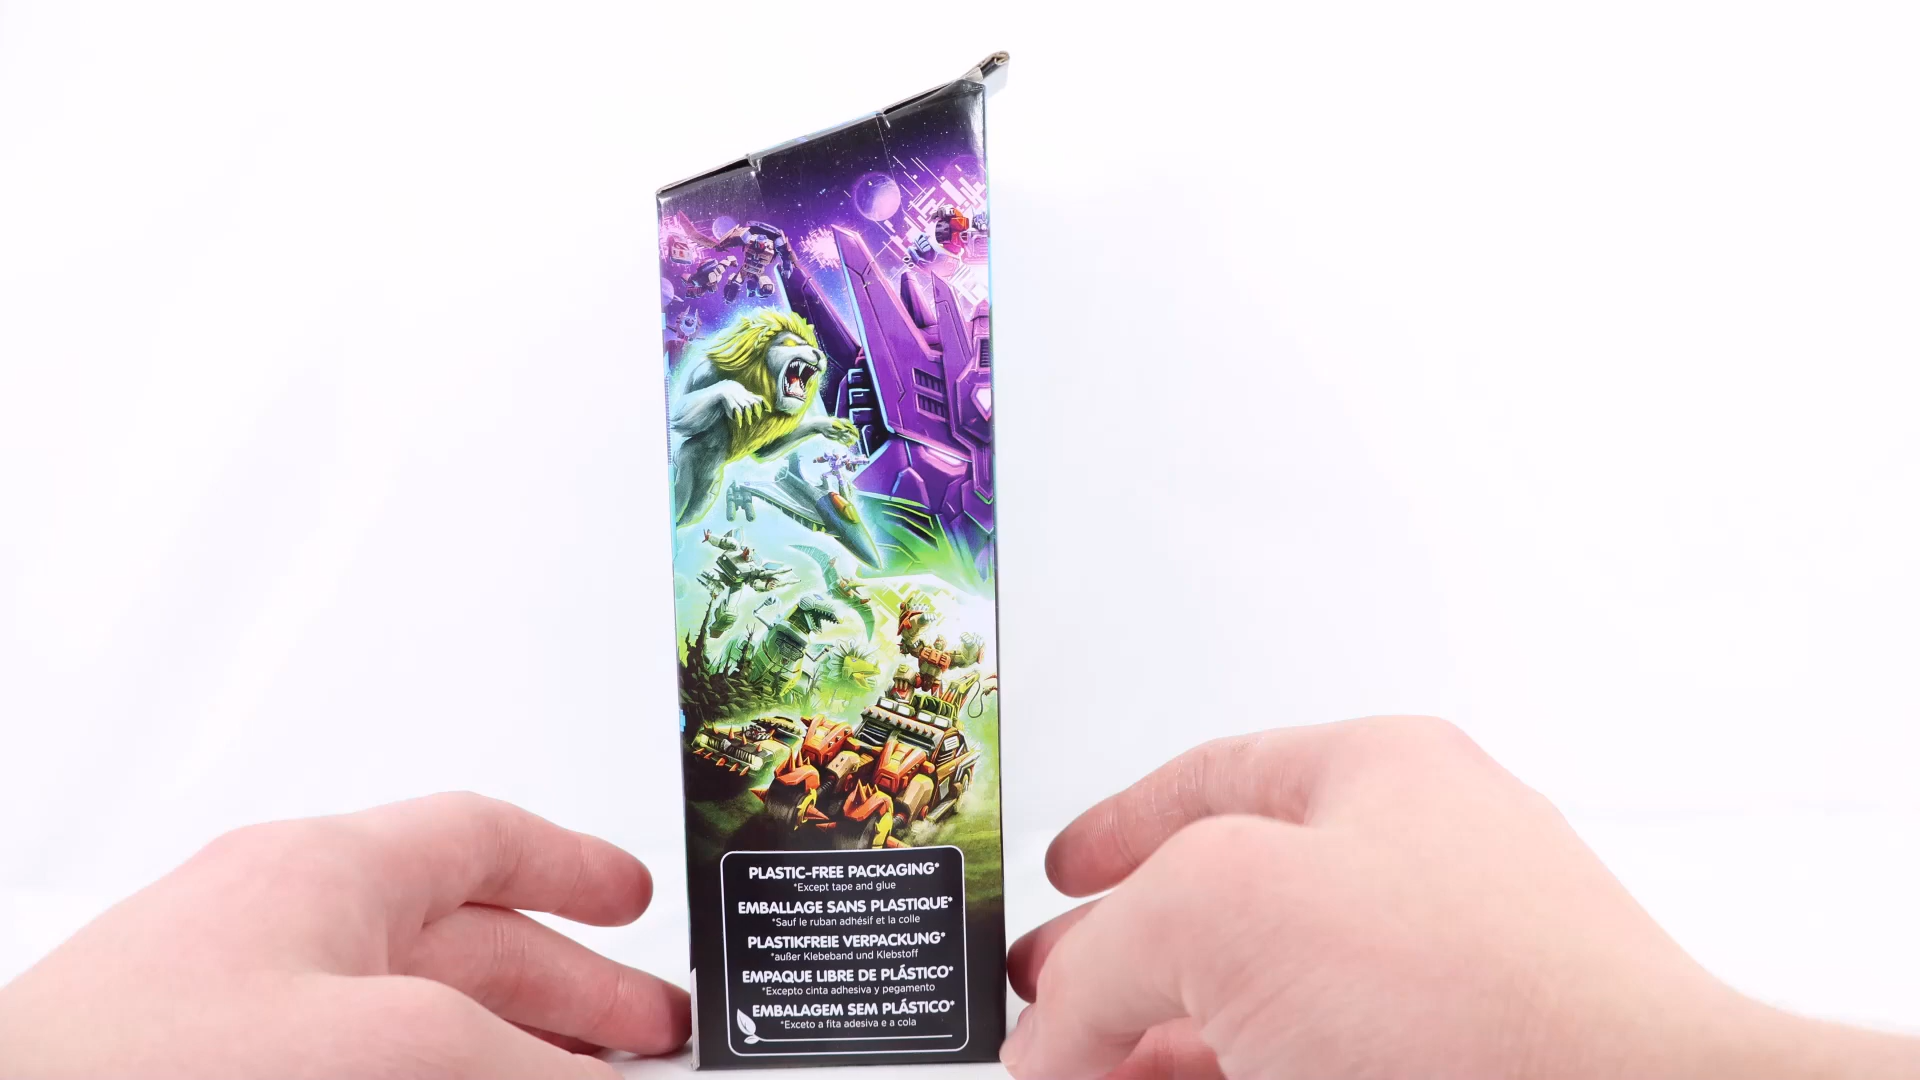 PLASTIC-FREE PACKAGING*
*Except tape and glue
EMBALLAGE SANS PLASTIQUE*
*Sauf le ruban adhésif et la colle
PLASTIKFREIE VERPACKUNG*
*außer Klebeband und Klebstoff
EMPAQUE LIBRE DE PLÁSTICO*
*Excepto cinta adhesiva y pegamento
EMBALAGEM SEM PLÁSTICO*
*Exceto a fita adesiva e a cola